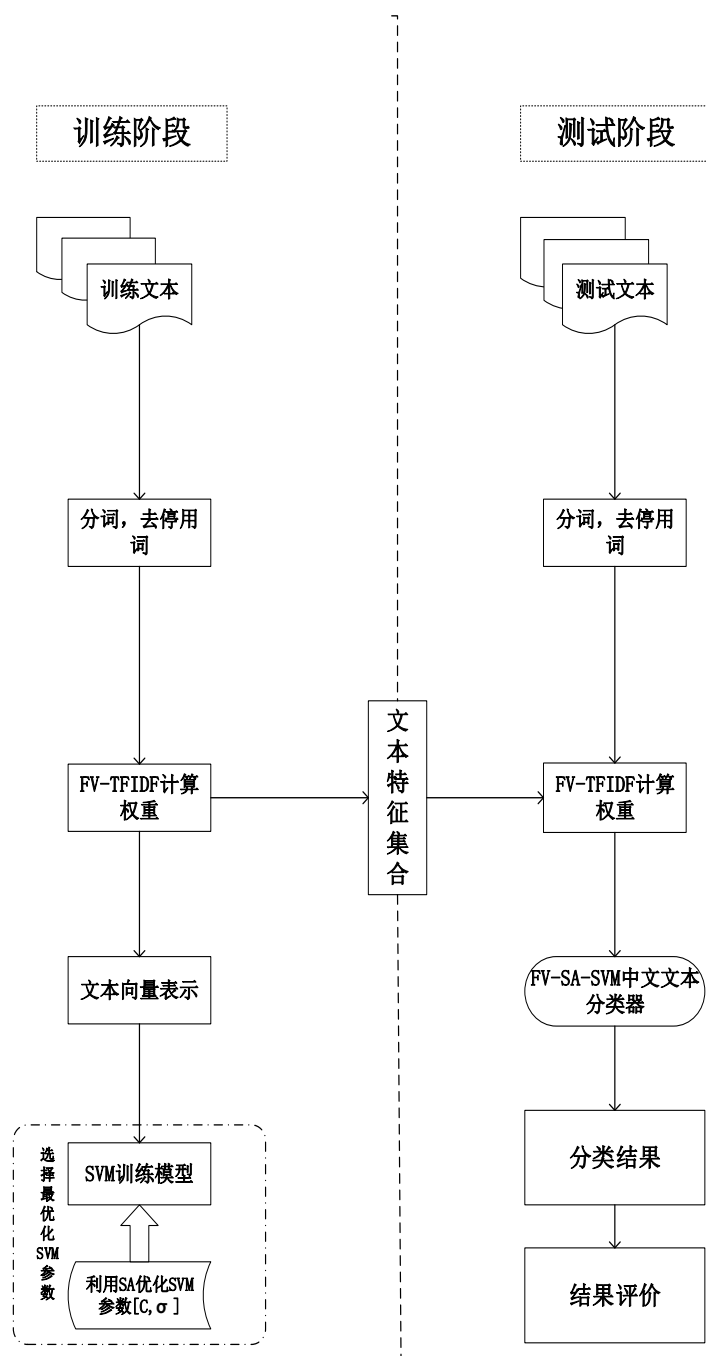 训练阶段
训练文本
分词，去停用
词
FV-TFIDF计算
权重
文本向量表示
选择最优化SVM参数
SVM训练模型
利用SA优化SVM
参数[C,σ]
文本特征集合
测试阶段
测试文本
分词，去停用
词
FV-TFIDF计算
权重
FV-SA-SVM中文文本
分类器
分类结果
结果评价